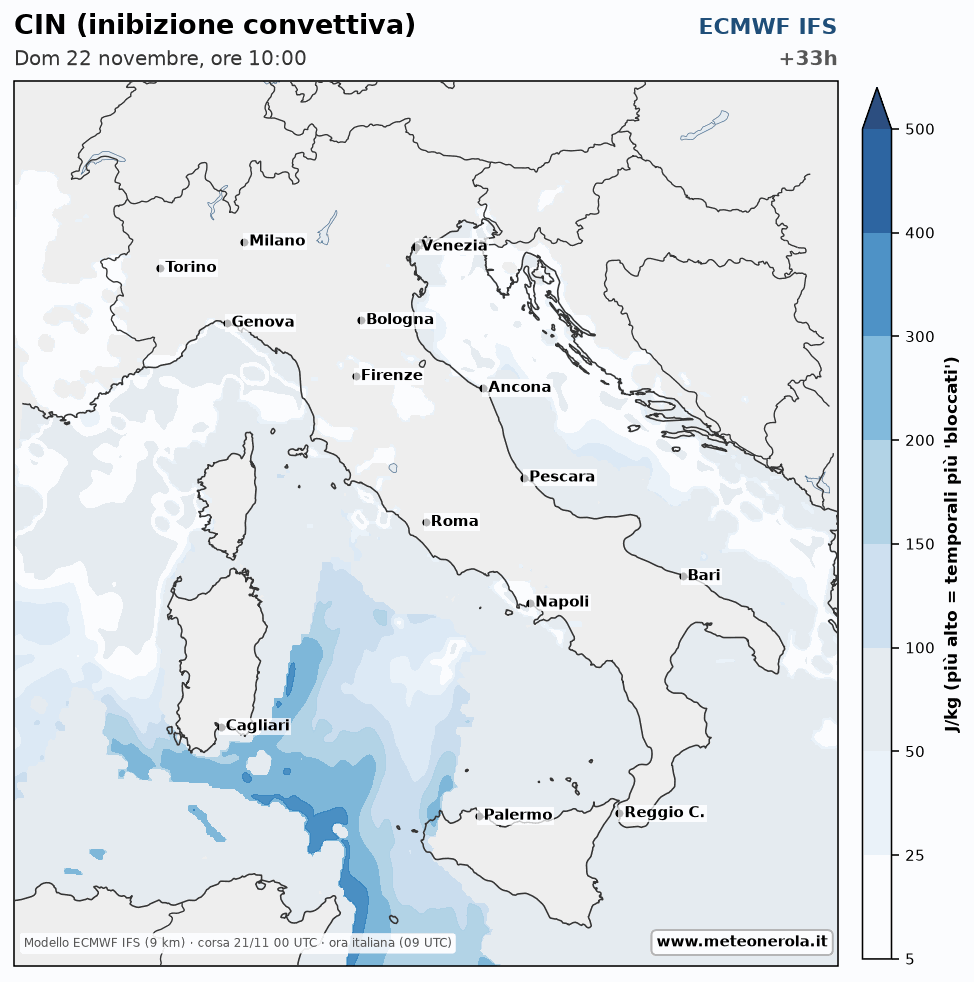 CIN (inibizione convettiva)
ECMWF IFS
Dom 22 novembre, ore 10:00
+33h
500
400
300
200
150
100
50
25
5
J/kg (più alto = temporali più 'bloccati')
Milano
Venezia
Torino
Genova
Bologna
Firenze
Ancona
Pescara
Roma
Bari
Napoli
Cagliari
Palermo
Reggio C.
Modello ECMWF IFS (9 km) · corsa 21/11 00 UTC · ora italiana (09 UTC)
www.meteonerola.it